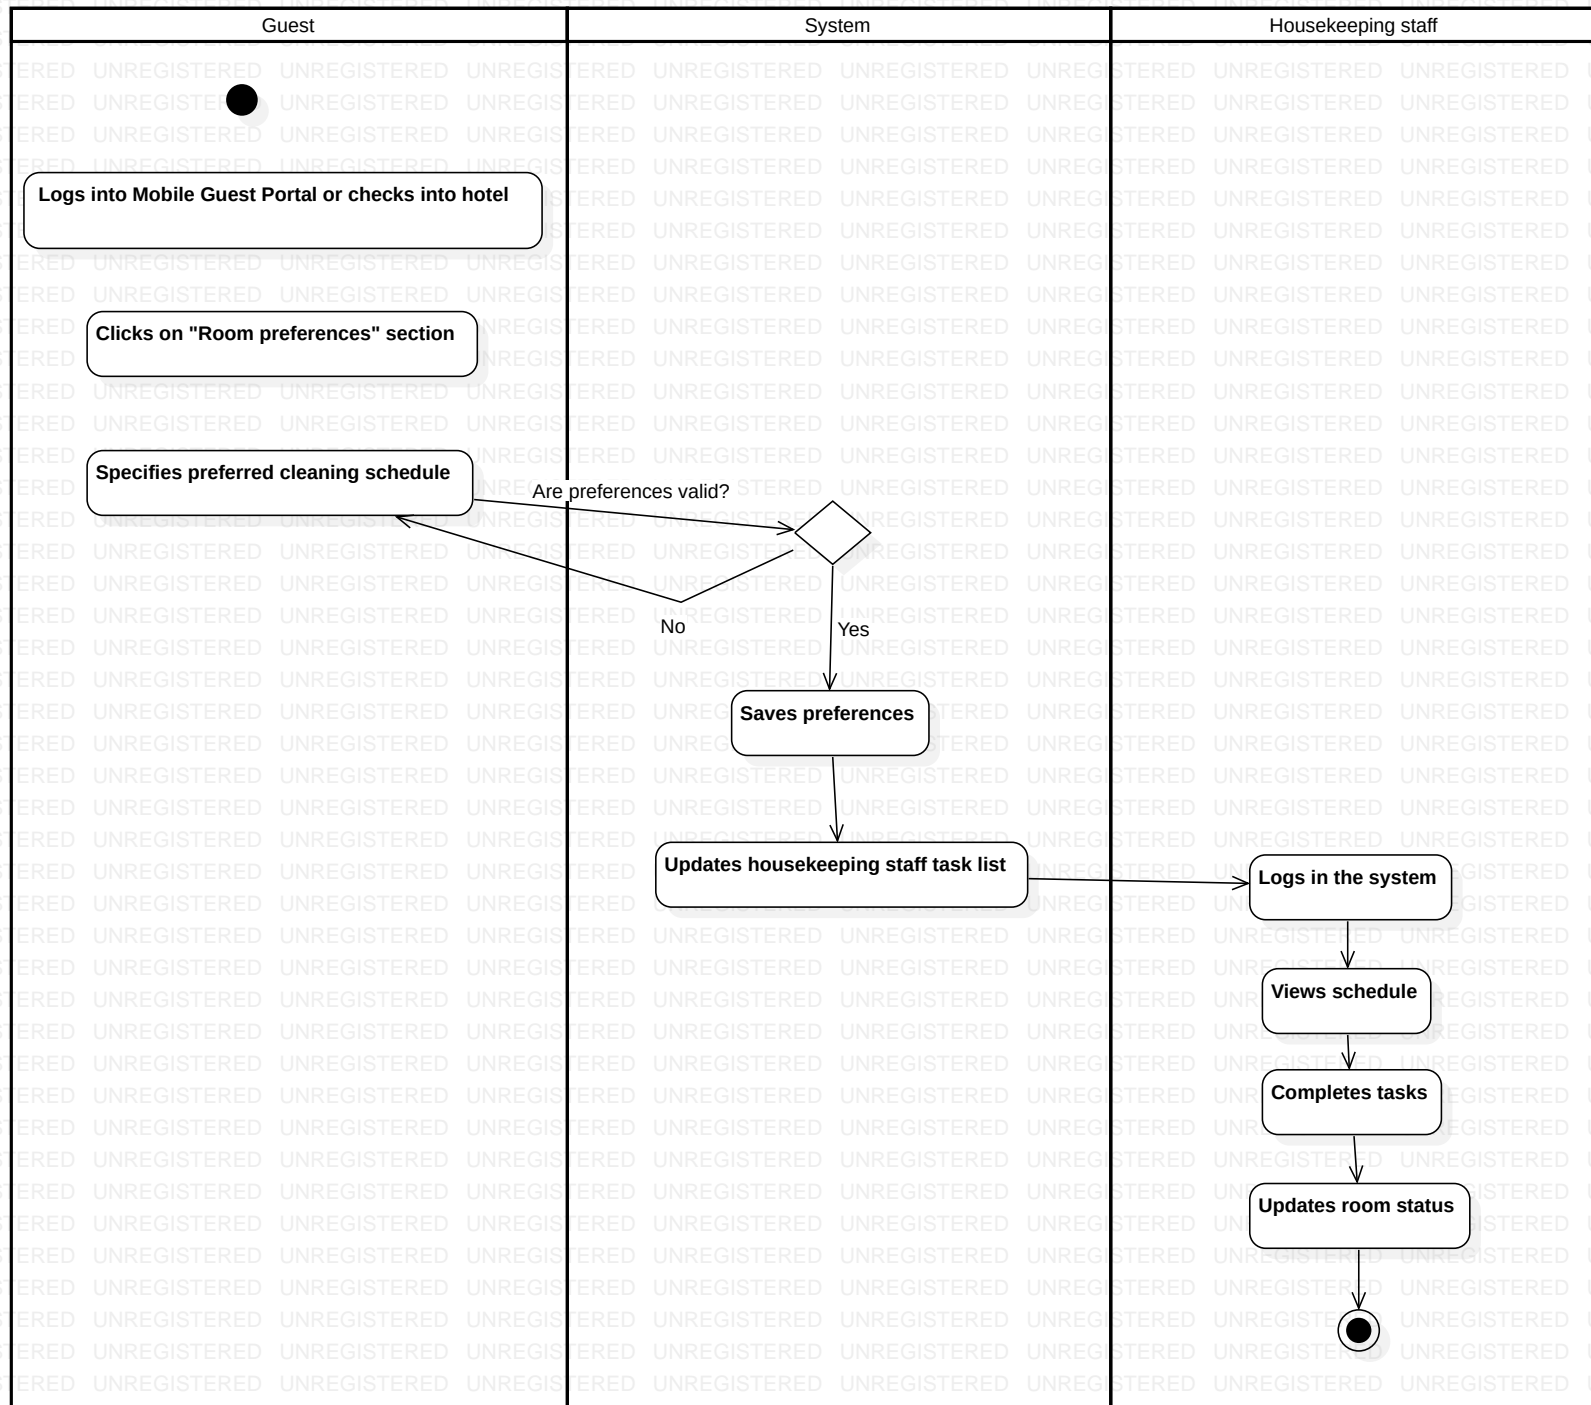 Guest
System
Housekeeping staff
Logs into Mobile Guest Portal or checks into hotel
Clicks on "Room preferences" section
Specifies preferred cleaning schedule
Are preferences valid?
No
Yes
Saves preferences
Updates housekeeping staff task list
Logs in the system
Views schedule
Completes tasks
Updates room status
UNREGISTERED